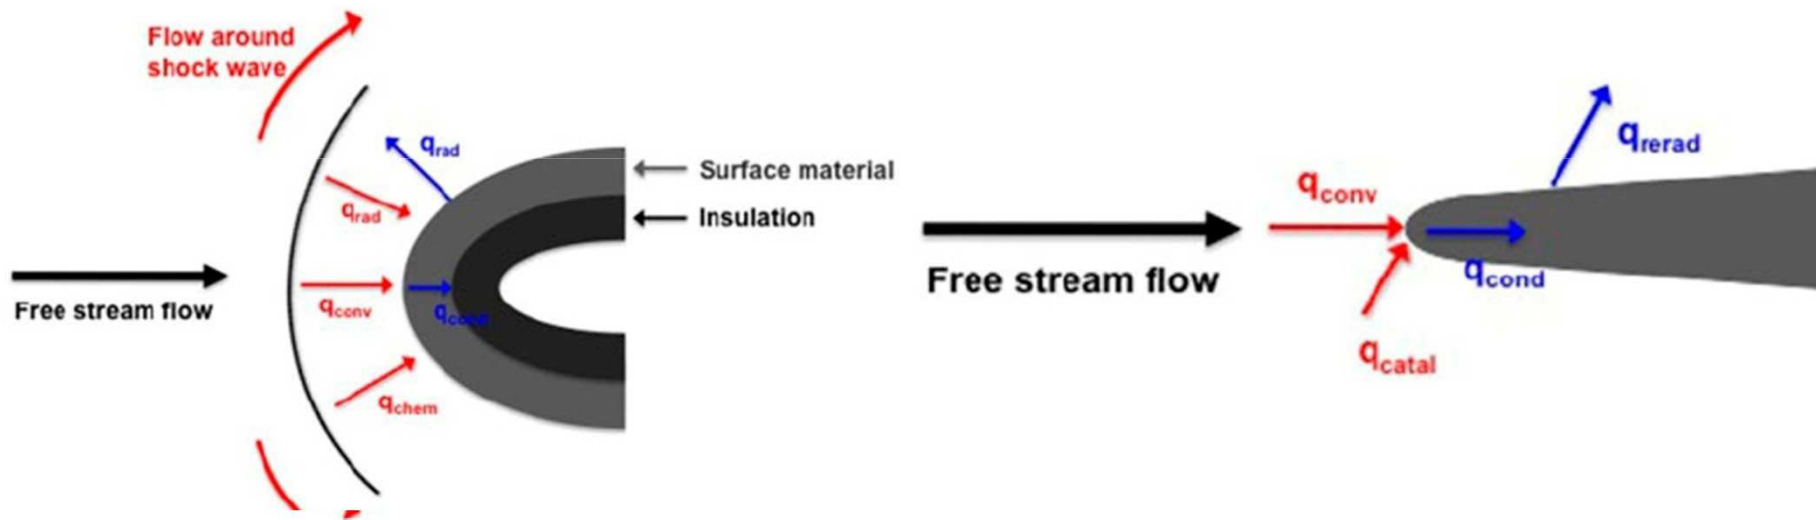 Flow around
shock wave
q_rad
q_rad
Surface material
Insulation
q_conv
q_cond
q_chem
Free stream flow
q_conv
q_rerad
Free stream flow
q_cond
q_catal